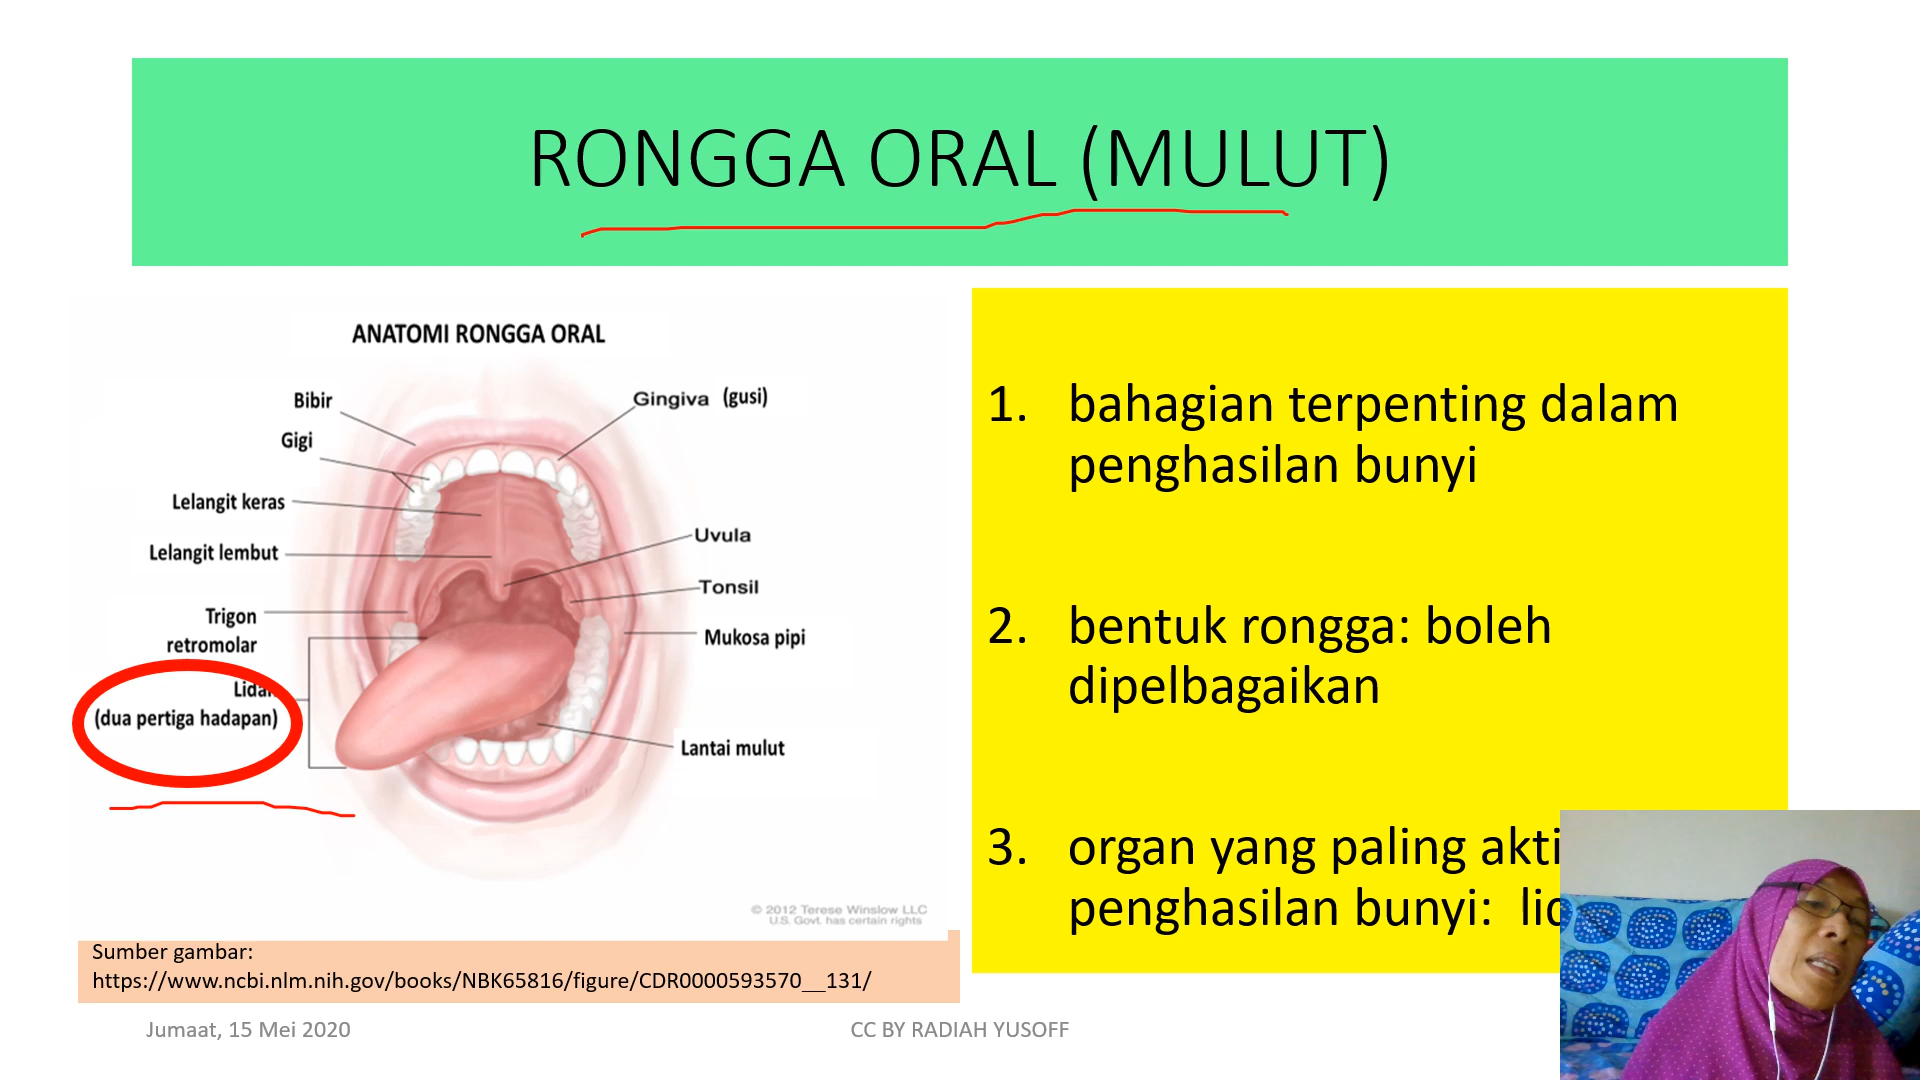 RONGGA ORAL (MULUT)
ANATOMI RONGGA ORAL
Bibir
Gigi
Lelangit keras
Lelangit lembut
Trigon
retromolar
(dua pertiga hadapan)
Gingiva (gusi)
Uvula
Tonsil
Mukosa pipi
Lantai mulut
© 2012 Terese Winslow LLC
U.S. Govt. has certain rights
Sumber gambar:
https://www.ncbi.nlm.nih.gov/books/NBK65816/figure/CDR0000593570__131/
1. bahagian terpenting dalam
penghasilan bunyi
2. bentuk rongga: boleh
dipelbagaikan
3. organ yang paling
penghasilan bunyi:
Jumaat, 15 Mei 2020
CC BY RADIAH YUSOFF